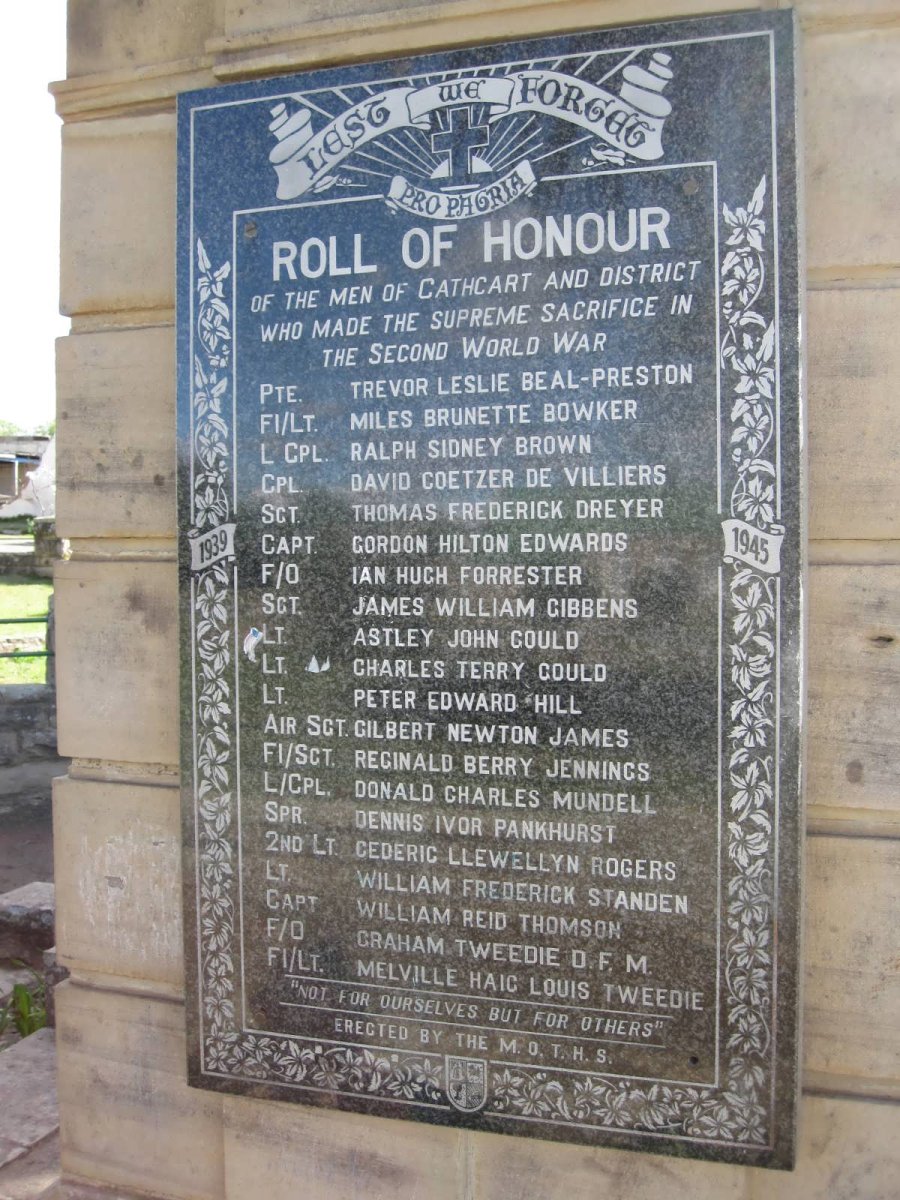 LEST WE FORGET
PRO PATRIA
ROLL OF HONOUR
OF THE MEN OF CATHCART AND DISTRICT
WHO MADE THE SUPREME SACRIFICE IN
THE SECOND WORLD WAR
PTE. TREVOR LESLIE BEAL-PRESTON
Fl/LT. MILES BRUNETTE BOWKER
L CPL. RALPH SIDNEY BROWN
CPL. DAVID COETZER DE VILLIERS
SGT. THOMAS FREDERICK DREYER
CAPT. GORDON HILTON EDWARDS
F/O IAN HUGH FORRESTER
SGT. JAMES WILLIAM GIBBENS
LT. ASTLEY JOHN GOULD
LT. CHARLES TERRY GOULD
LT. PETER EDWARD HILL
AIR SGT. GILBERT NEWTON JAMES
Fl/SGT. REGINALD BERRY JENNINGS
L/CPL. DONALD CHARLES MUNDELL
SPR. DENNIS IVOR PANKHURST
2ND LT. CEDERIC LLEWELLYN ROGERS
LT. WILLIAM FREDERICK STANDEN
CAPT WILLIAM REID THOMSON
F/O GRAHAM TWEEDIE D.F.M.
Fl/LT. MELVILLE HAIG LOUIS TWEEDIE
1939
1945
"NOT FOR OURSELVES BUT FOR OTHERS"
ERECTED BY THE M.O.T.H.S.